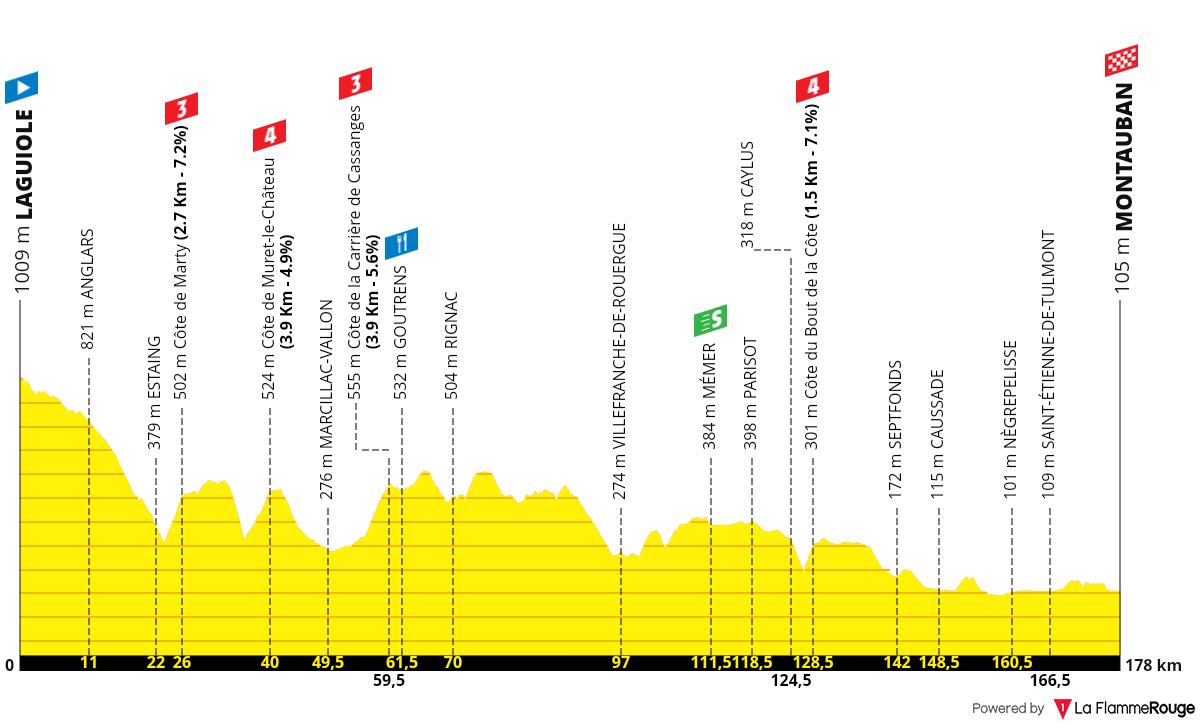 1009 m LAGUIOLE
821 m ANGLARS
379 m ESTAING
3
502 m Côte de Marty (2.7 Km - 7.2%)
4
524 m Côte de Muret-le-Château
(3.9 Km - 4.9%)
276 m MARCILLAC-VALLON
3
555 m Côte de la Carrière de Cassanges
(3.9 Km - 5.6%)
532 m GOUTRENS
504 m RIGNAC
274 m VILLEFRANCHE-DE-ROUERGUE
S
384 m MÉMER
398 m PARISOT
318 m CAYLUS
4
301 m Côte du Bout de la Côte (1.5 Km - 7.1%)
172 m SEPTFONDS
115 m CAUSSADE
101 m NÈGREPELISSE
109 m SAINT-ÉTIENNE-DE-TULMONT
105 m MONTAUBAN
0 11 22 26 40 49,5 61,5 70 97 111,5 118,5 128,5 142 148,5 160,5 178 km
59,5 124,5 166,5
Powered by 1 La FlammeRouge